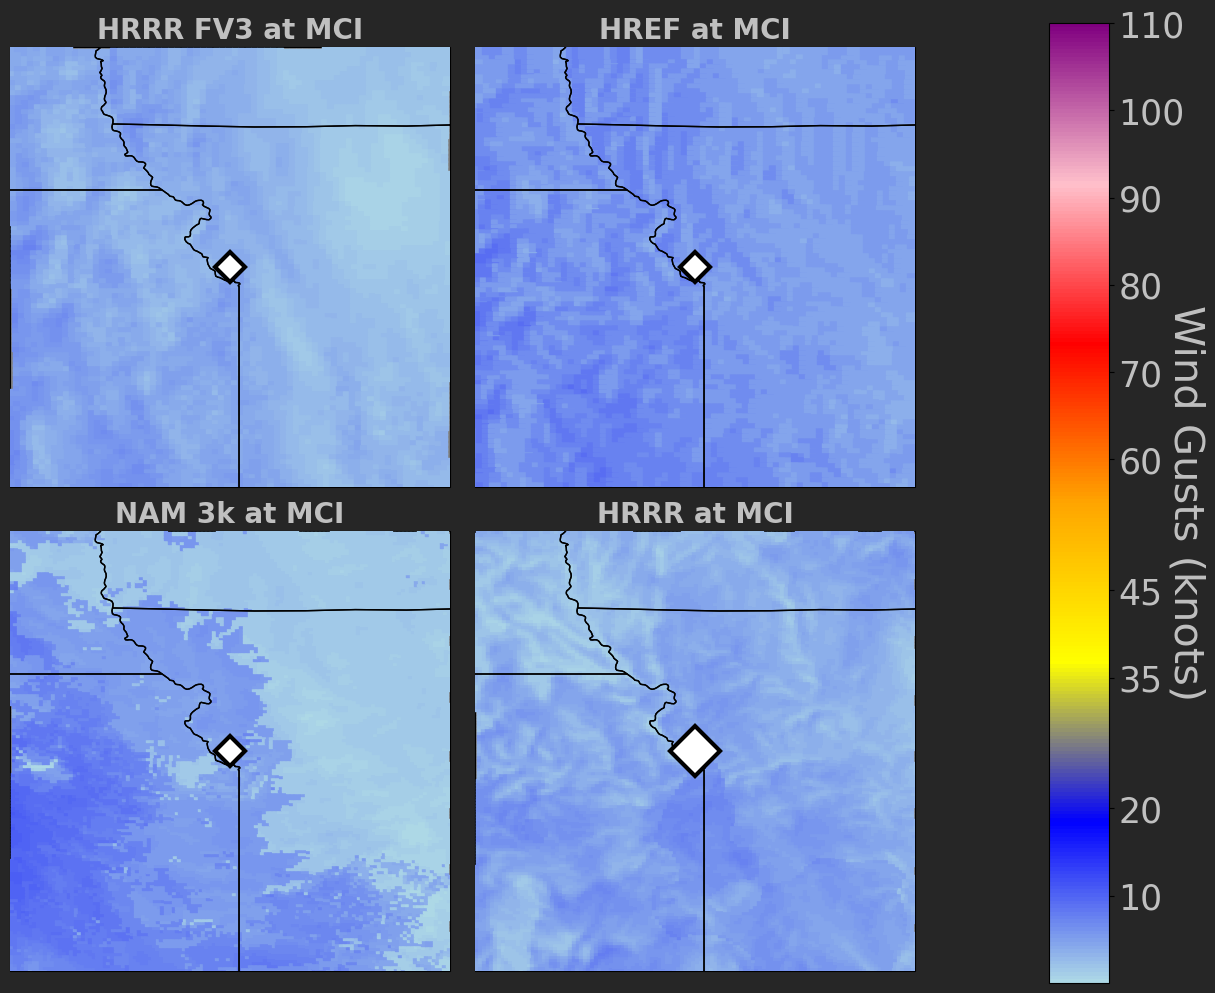 HRRR FV3 at MCI
HREF at MCI
NAM 3k at MCI
HRRR at MCI
110
100
90
80
70
60
45
35
20
10
Wind Gusts (knots)